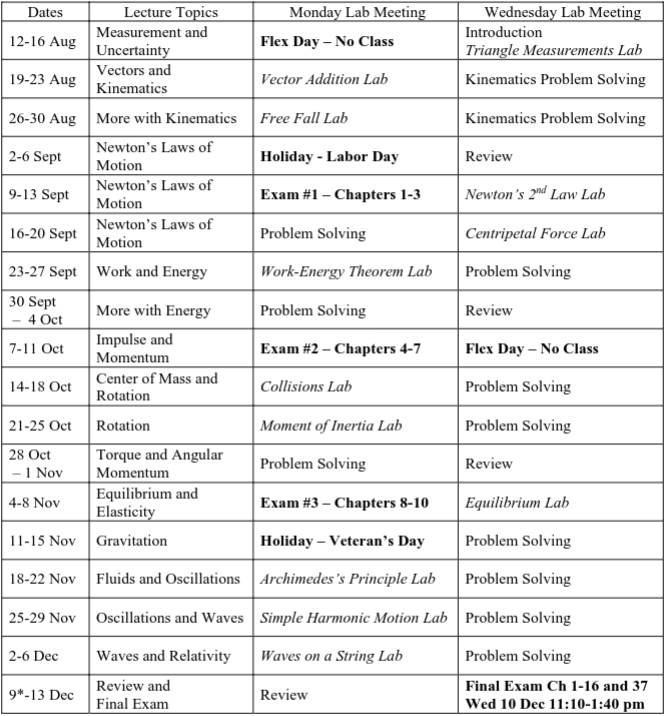 Dates Lecture Topics Monday Lab Meeting Wednesday Lab Meeting
12-16 Aug
Measurement and
Uncertainty
Flex Day – No Class
Introduction
Triangle Measurements Lab
19-23 Aug
Vectors and
Kinematics
Vector Addition Lab
Kinematics Problem Solving
26-30 Aug
More with Kinematics
Free Fall Lab
Kinematics Problem Solving
2-6 Sept
Newton’s Laws of
Motion
Holiday - Labor Day
Review
9-13 Sept
Newton’s Laws of
Motion
Exam #1 – Chapters 1-3
Newton’s 2nd Law Lab
16-20 Sept
Newton’s Laws of
Motion
Problem Solving
Centripetal Force Lab
23-27 Sept
Work and Energy
Work-Energy Theorem Lab
Problem Solving
30 Sept
– 4 Oct
More with Energy
Problem Solving
Review
7-11 Oct
Impulse and
Momentum
Exam #2 – Chapters 4-7
Flex Day – No Class
14-18 Oct
Center of Mass and
Rotation
Collisions Lab
Problem Solving
21-25 Oct
Rotation
Moment of Inertia Lab
Problem Solving
28 Oct
– 1 Nov
Torque and Angular
Momentum
Problem Solving
Review
4-8 Nov
Equilibrium and
Elasticity
Exam #3 – Chapters 8-10
Equilibrium Lab
11-15 Nov
Gravitation
Holiday – Veteran’s Day
Problem Solving
18-22 Nov
Fluids and Oscillations
Archimedes’s Principle Lab
Problem Solving
25-29 Nov
Oscillations and Waves
Simple Harmonic Motion Lab
Problem Solving
2-6 Dec
Waves and Relativity
Waves on a String Lab
Problem Solving
9*-13 Dec
Review and
Final Exam
Review
Final Exam Ch 1-16 and 37
Wed 10 Dec 11:10-1:40 pm